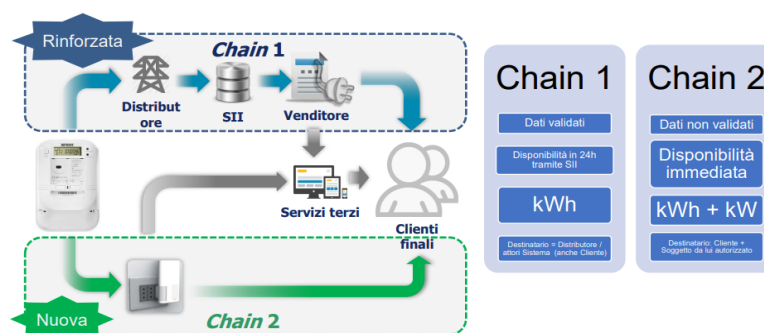 Rinforzata
Chain 1
Distribut
ore
SII
Venditore
Servizi terzi
Clienti
finali
Nuova
Chain 2
Chain 1
Dati validati
Disponibilità in 24h
tramite SII
kWh
Destinatario = Distributore /
attori Sistema (anche Cliente)
Chain 2
Dati non validati
Disponibilità
immediata
kWh + kW
Destinatario: Cliente +
Soggetto da lui autorizzato